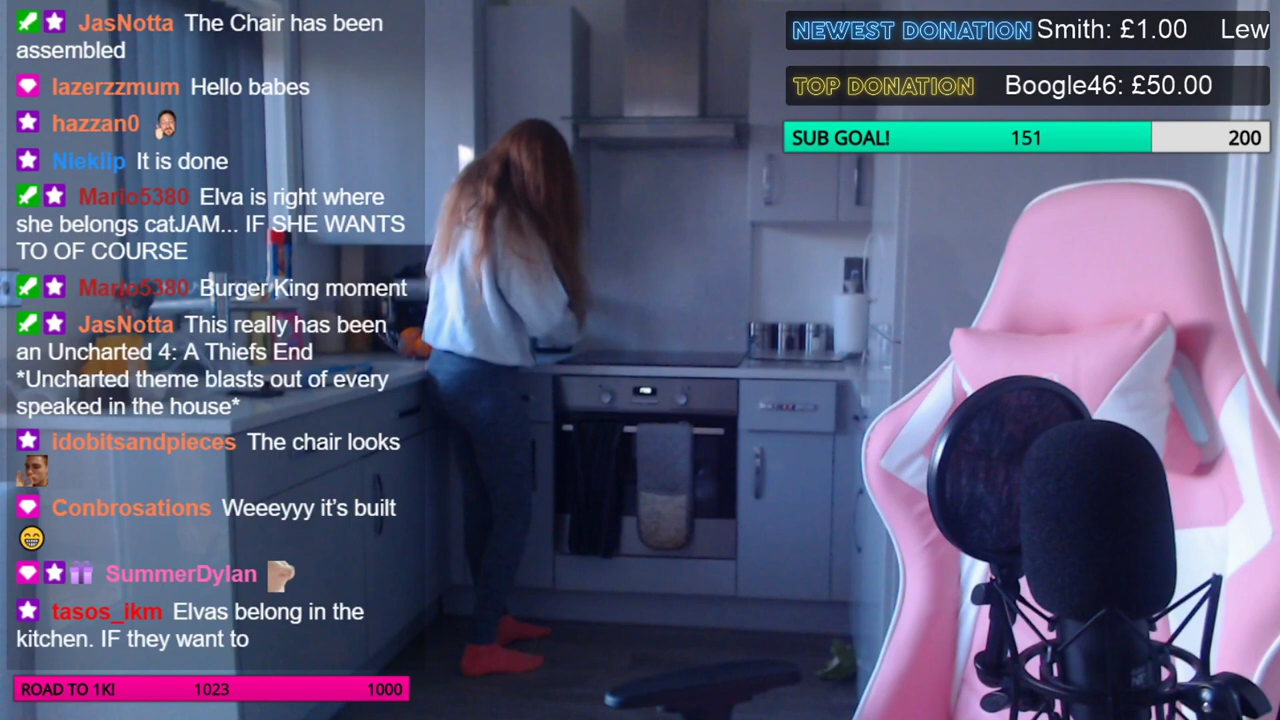 JasNotta The Chair has been
assembled
lazerzzmum Hello babes
hazzan0
Niekilp It is done
Mario5380 Elva is right where
she belongs catJAM... IF SHE WANTS
TO OF COURSE
Mario5380 Burger King moment
JasNotta This really has been
an Uncharted 4: A Thiefs End
*Uncharted theme blasts out of every
speaked in the house*
idobitsandpieces The chair looks
Conbrosations Weeeyyy it's built
SummerDylan
tasos_ikm Elvas belong in the
kitchen. IF they want to
ROAD TO 1K! 1023 1000
NEWEST DONATION Smith: £1.00 Lew
TOP DONATION Boogle46: £50.00
SUB GOAL! 151 200